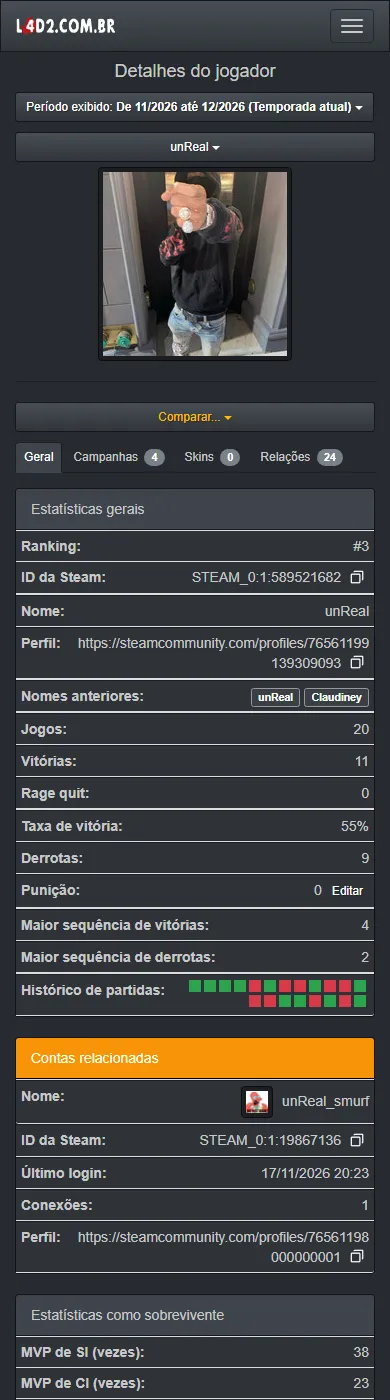 L4D2.COM.BR
Detalhes do jogador
Período exibido: De 11/2026 até 12/2026 (Temporada atual)
unReal
Comparar...
Geral Campanhas 4 Skins 0 Relações 24
Estatísticas gerais
Ranking: #3
ID da Steam: STEAM_0:1:589521682
Nome: unReal
Perfil: https://steamcommunity.com/profiles/76561199
139309093
Nomes anteriores: unReal Claudiney
Jogos: 20
Vitórias: 11
Rage quit: 0
Taxa de vitória: 55%
Derrotas: 9
Punição: 0 Editar
Maior sequência de vitórias: 4
Maior sequência de derrotas: 2
Histórico de partidas:
Contas relacionadas
Nome: unReal_smurf
ID da Steam: STEAM_0:1:19867136
Último login: 17/11/2026 20:23
Conexões: 1
Perfil: https://steamcommunity.com/profiles/76561198
000000001
Estatísticas como sobrevivente
MVP de SI (vezes): 38
MVP de CI (vezes): 23